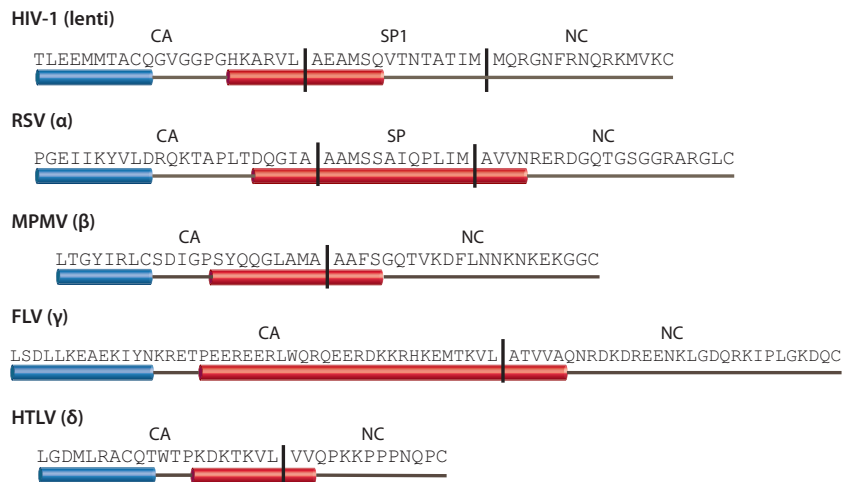 HIV-1 (lenti)
CA SP1 NC
TLEEMMTACQGVGGPGHKARVL AEAMSQVTNTATIM MQRGNFRNQRKMVKC
RSV (α)
CA SP NC
PGEIIKYVLDRQKTAPLTDQGIA AAMSSAIQPLIM AVVNRERDGQTGSGGRARGLC
MPMV (β)
CA NC
LTGYIRLCSDIGPSYQQGLAMA AAFSGQTVKDFLNNKNKEKGGC
FLV (γ)
CA NC
LSDLLKEAEKIYNKRETPEEREERLWQRQEERDKKRHKEMTKVL ATVVAQNRDKDREENKLGDQRKIPLGKDQC
HTLV (δ)
CA NC
LGDMLRACQTWTPKDKTKVL VVQPKKPPPNQPC